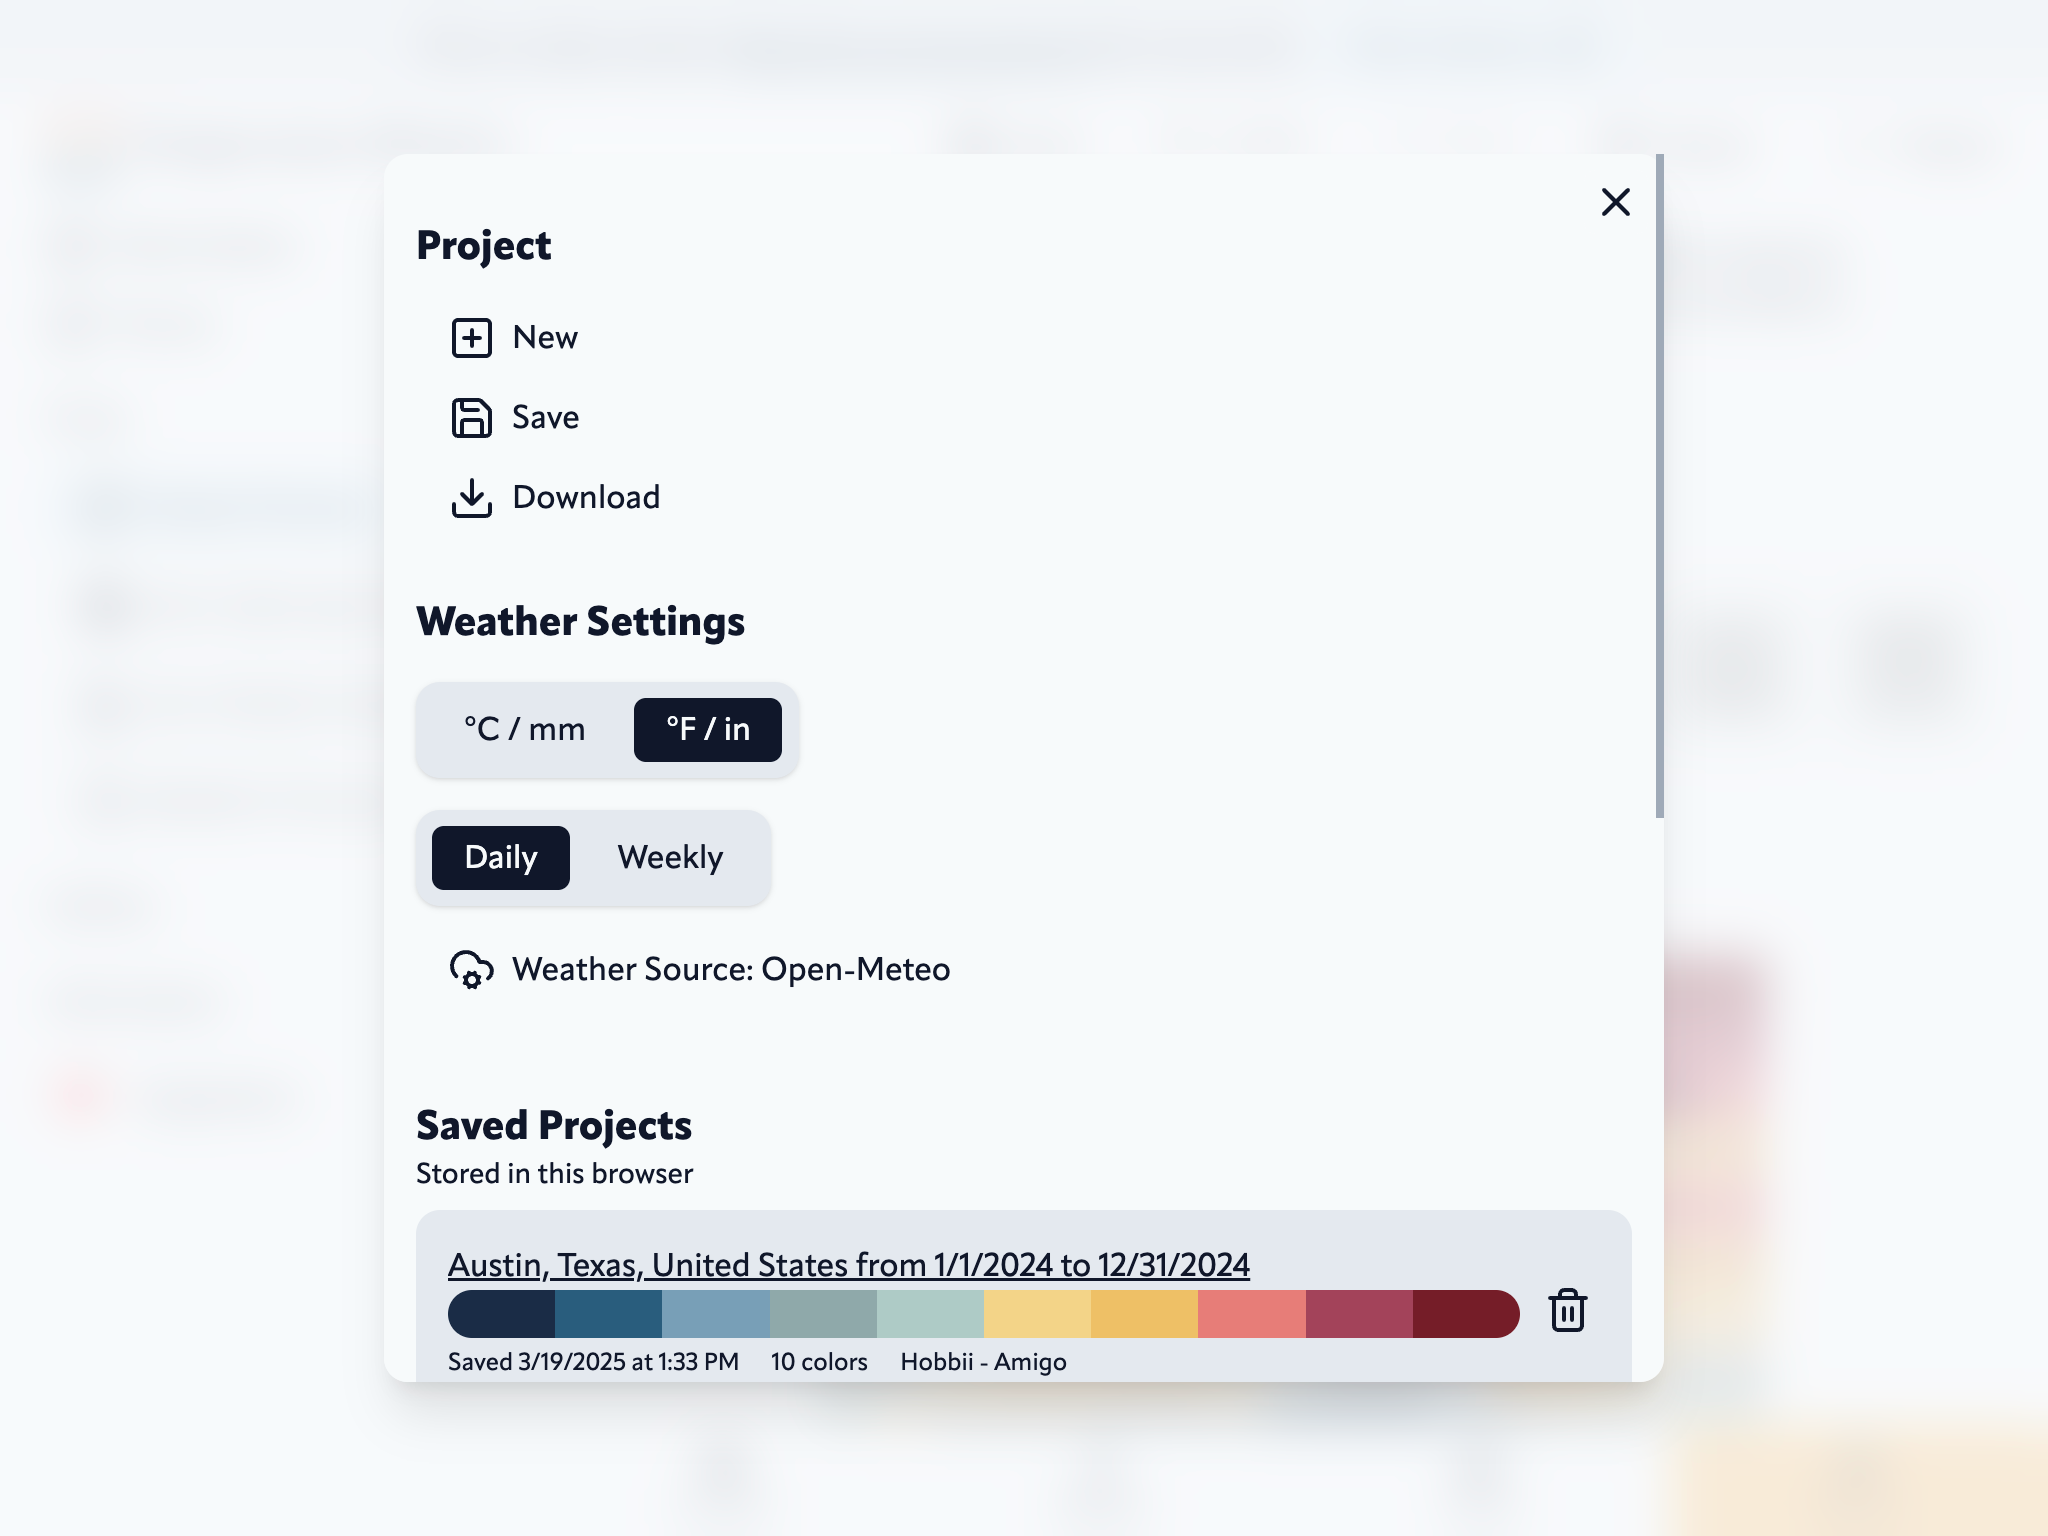 Project
New
Save
Download
Weather Settings
°C / mm °F / in
Daily Weekly
Weather Source: Open-Meteo
Saved Projects
Stored in this browser
Austin, Texas, United States from 1/1/2024 to 12/31/2024
Saved 3/19/2025 at 1:33 PM 10 colors Hobbii - Amigo